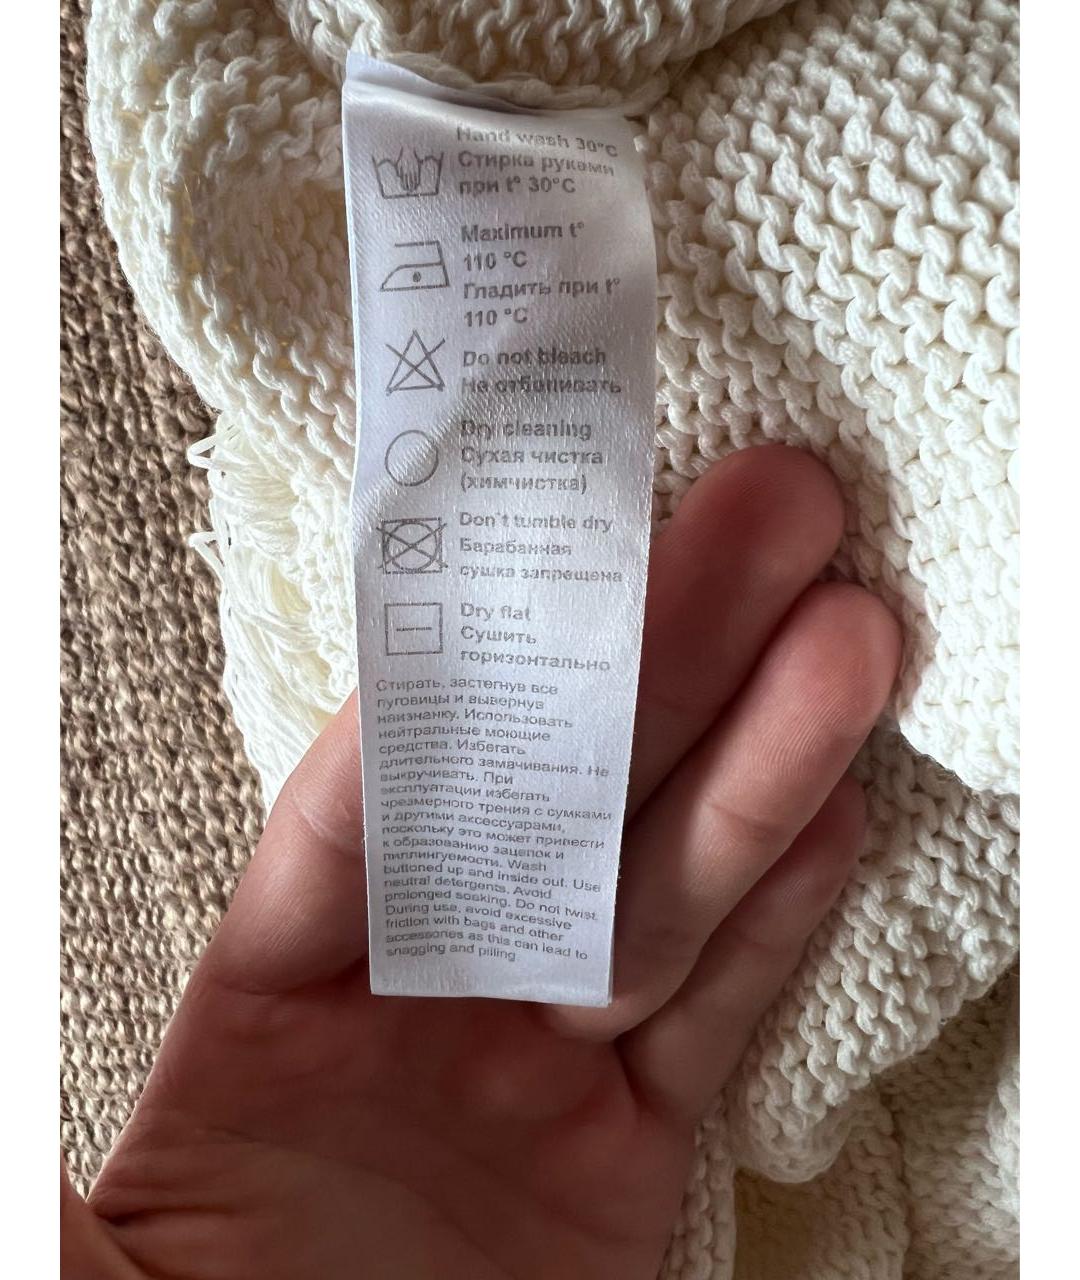 Hand wash 30°C
Стирка руками
при t° 30°C
Maximum t°
110 °C
Гладить при t°
110 °C
Do not bleach
Не отбеливать
Dry cleaning
Сухая чистка
(химчистка)
Don`t tumble dry
Барабанная
сушка запрещена
Dry flat
Сушить
горизонтально
Стирать, застегнув все
пуговицы и вывернув
наизнанку. Использовать
нейтральные моющие
средства. Избегать
длительного замачивания. Не
выкручивать. При
эксплуатации избегать
чрезмерного трения с сумками
и другими аксессуарами,
поскольку это может привести
к образованию зацепок и
пиллингуемости. Wash
buttoned up and inside out. Use
neutral detergents. Avoid
prolonged soaking. Do not twist.
During use, avoid excessive
friction with bags and other
accessories as this can lead to
snagging and pilling